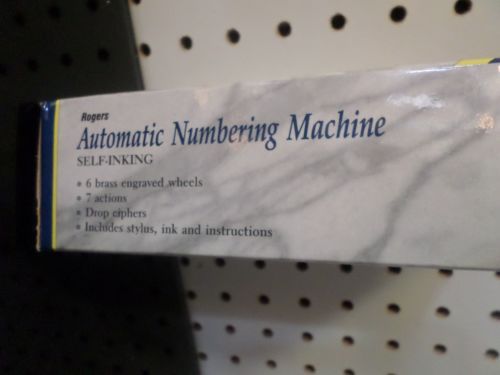 Rogers
Automatic Numbering Machine
SELF-INKING
• 6 brass engraved wheels
• 7 actions
• Drop ciphers
• Includes stylus, ink and instructions